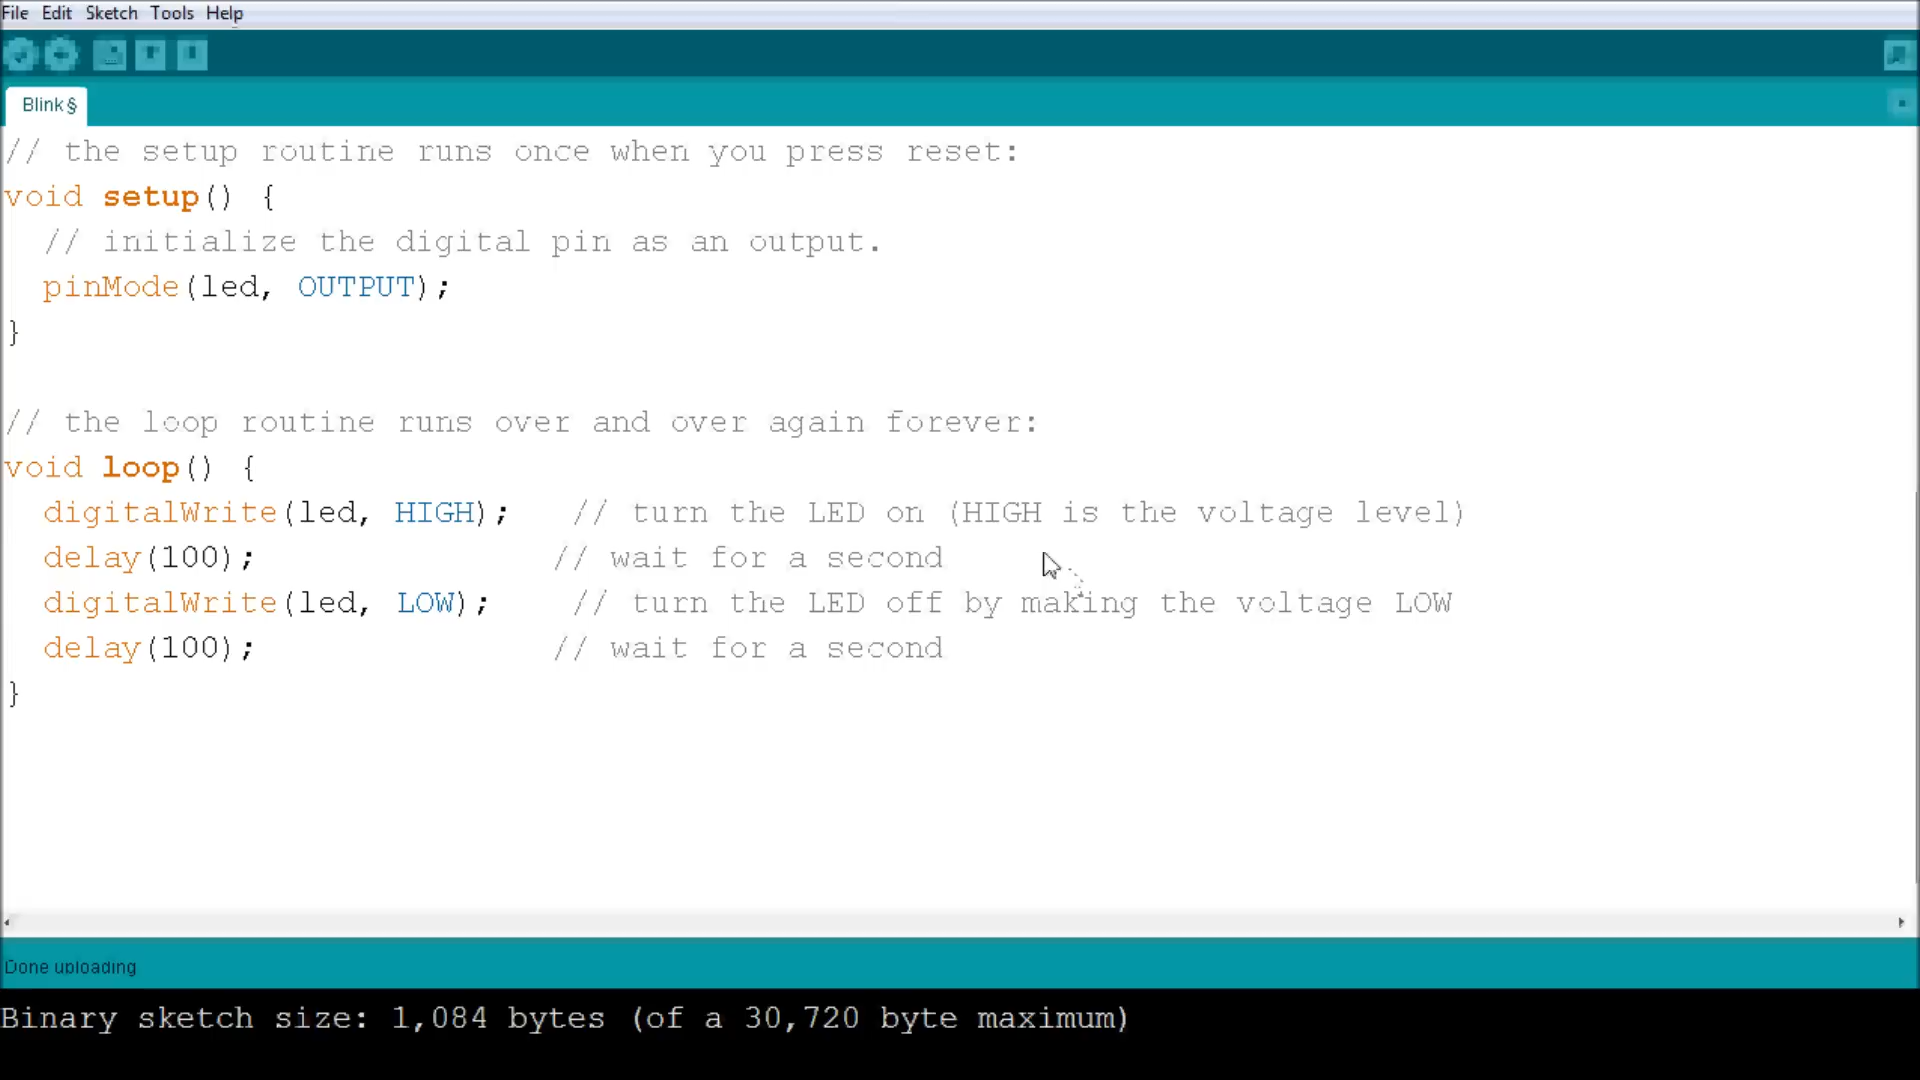 File Edit Sketch Tools Help
Blink§
// the setup routine runs once when you press reset:
void setup() {
  // initialize the digital pin as an output.
  pinMode(led, OUTPUT);
}
// the loop routine runs over and over again forever:
void loop() {
  digitalWrite(led, HIGH);   // turn the LED on (HIGH is the voltage level)
  delay(100);               // wait for a second
  digitalWrite(led, LOW);    // turn the LED off by making the voltage LOW
  delay(100);               // wait for a second
}
Done uploading
Binary sketch size: 1,084 bytes (of a 30,720 byte maximum)